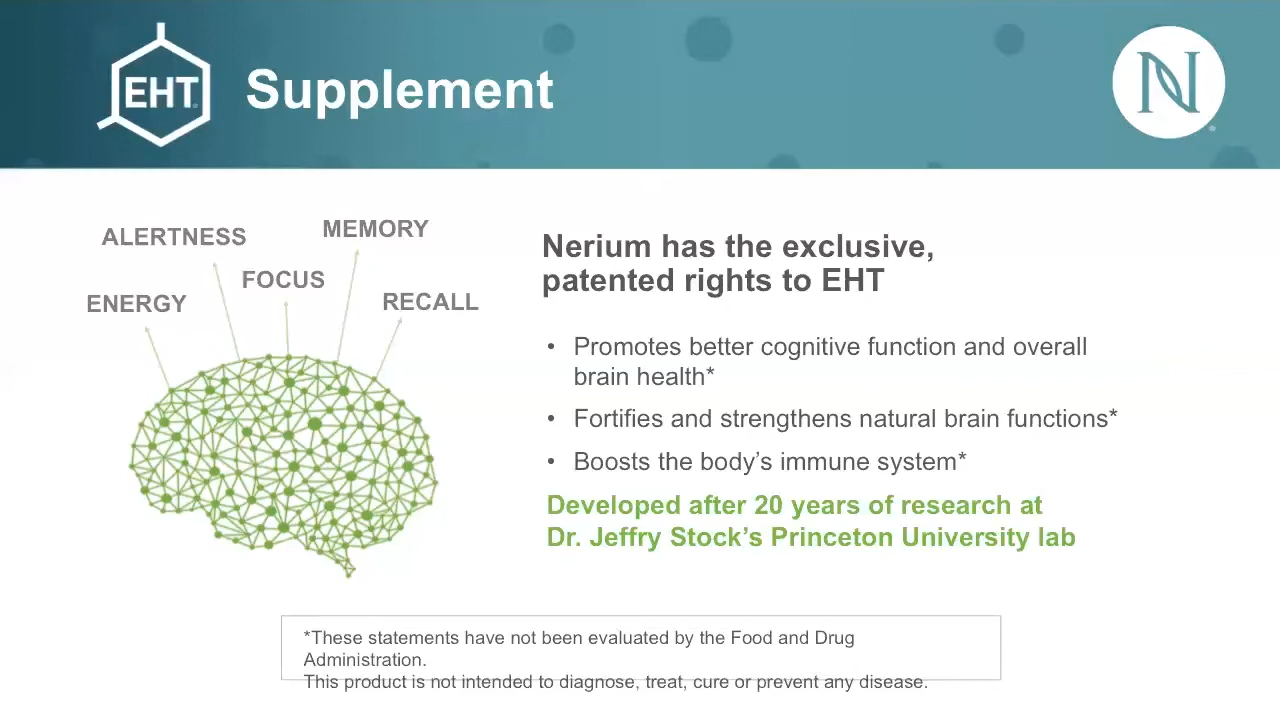 EHT
Supplement
N
ALERTNESS
MEMORY
FOCUS
ENERGY
RECALL
Nerium has the exclusive,
patented rights to EHT
• Promotes better cognitive function and overall
brain health*
• Fortifies and strengthens natural brain functions*
• Boosts the body’s immune system*
Developed after 20 years of research at
Dr. Jeffry Stock’s Princeton University lab
*These statements have not been evaluated by the Food and Drug
Administration.
This product is not intended to diagnose, treat, cure or prevent any disease.